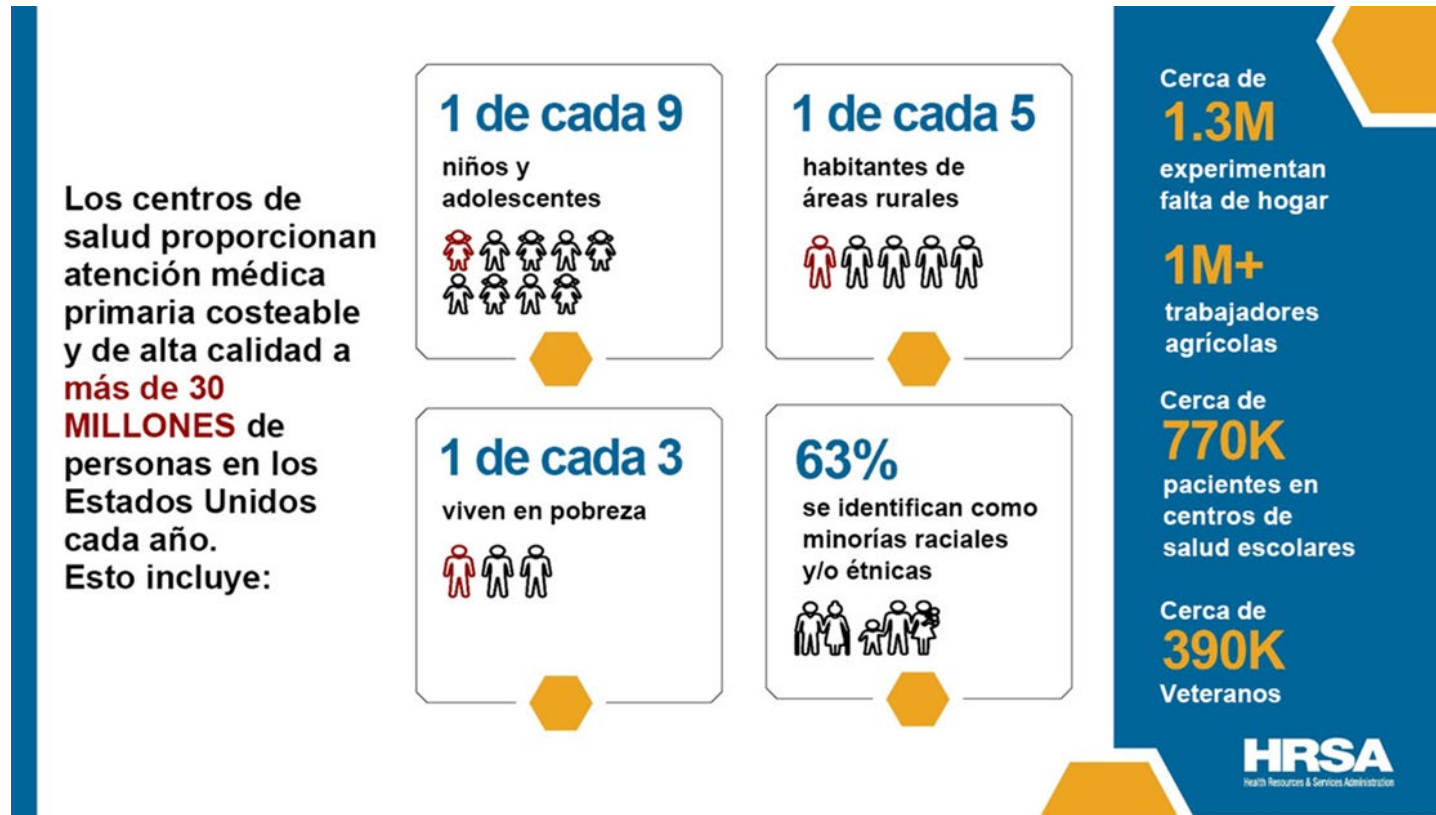 Los centros de
salud proporcionan
atención médica
primaria costeable
y de alta calidad a
más de 30
MILLONES de
personas en los
Estados Unidos
cada año.
Esto incluye:
1 de cada 9
niños y
adolescentes
1 de cada 5
habitantes de
áreas rurales
1 de cada 3
viven en pobreza
63%
se identifican como
minorías raciales
y/o étnicas
Cerca de
1.3M
experimentan
falta de hogar
1M+
trabajadores
agrícolas
Cerca de
770K
pacientes en
centros de
salud escolares
Cerca de
390K
Veteranos
HRSA
Health Resources & Services Administration